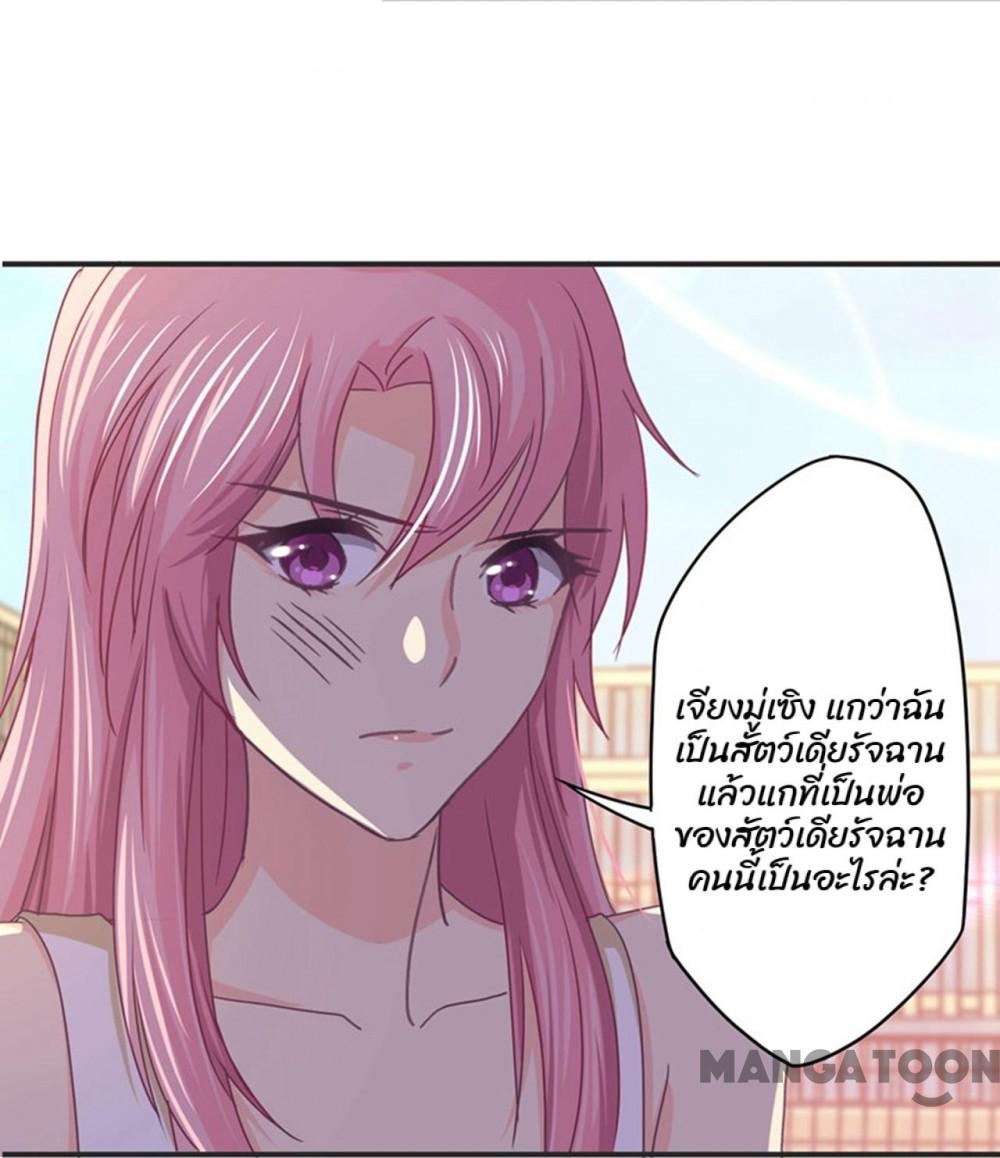 เจียงมู่เซิง แกว่าฉัน
เป็นสัตว์เดียรัจฉาน
แล้วแกที่เป็นพ่อ
ของสัตว์เดียรัจฉาน
คนนี้เป็นอะไรล่ะ?
MANGATOON